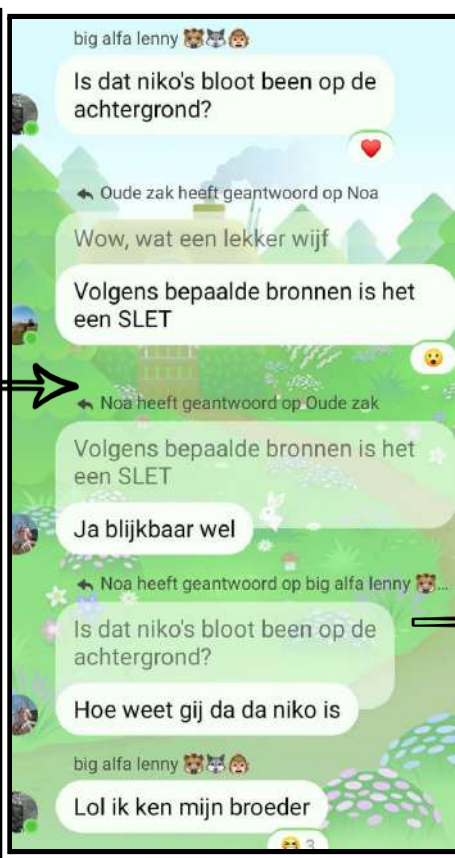 big alfa lenny 🐻🐺🐵
Is dat niko's bloot been op de
achtergrond?
Oude zak heeft geantwoord op Noa
Wow, wat een lekker wijf
Volgens bepaalde bronnen is het
een SLET
Noa heeft geantwoord op Oude zak
Volgens bepaalde bronnen is het
een SLET
Ja blijkbaar wel
Noa heeft geantwoord op big alfa lenny 🐻...
Is dat niko's bloot been op de
achtergrond?
Hoe weet gij da da niko is
big alfa lenny 🐻🐺🐵
Lol ik ken mijn broeder
3